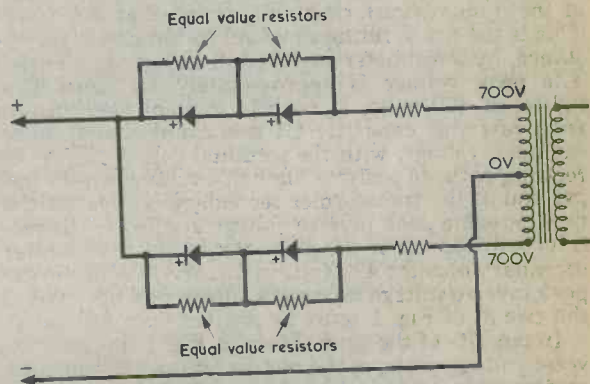 Equal value resistors
+
700V
+
+
0V
+
+
700V
Equal value resistors
-